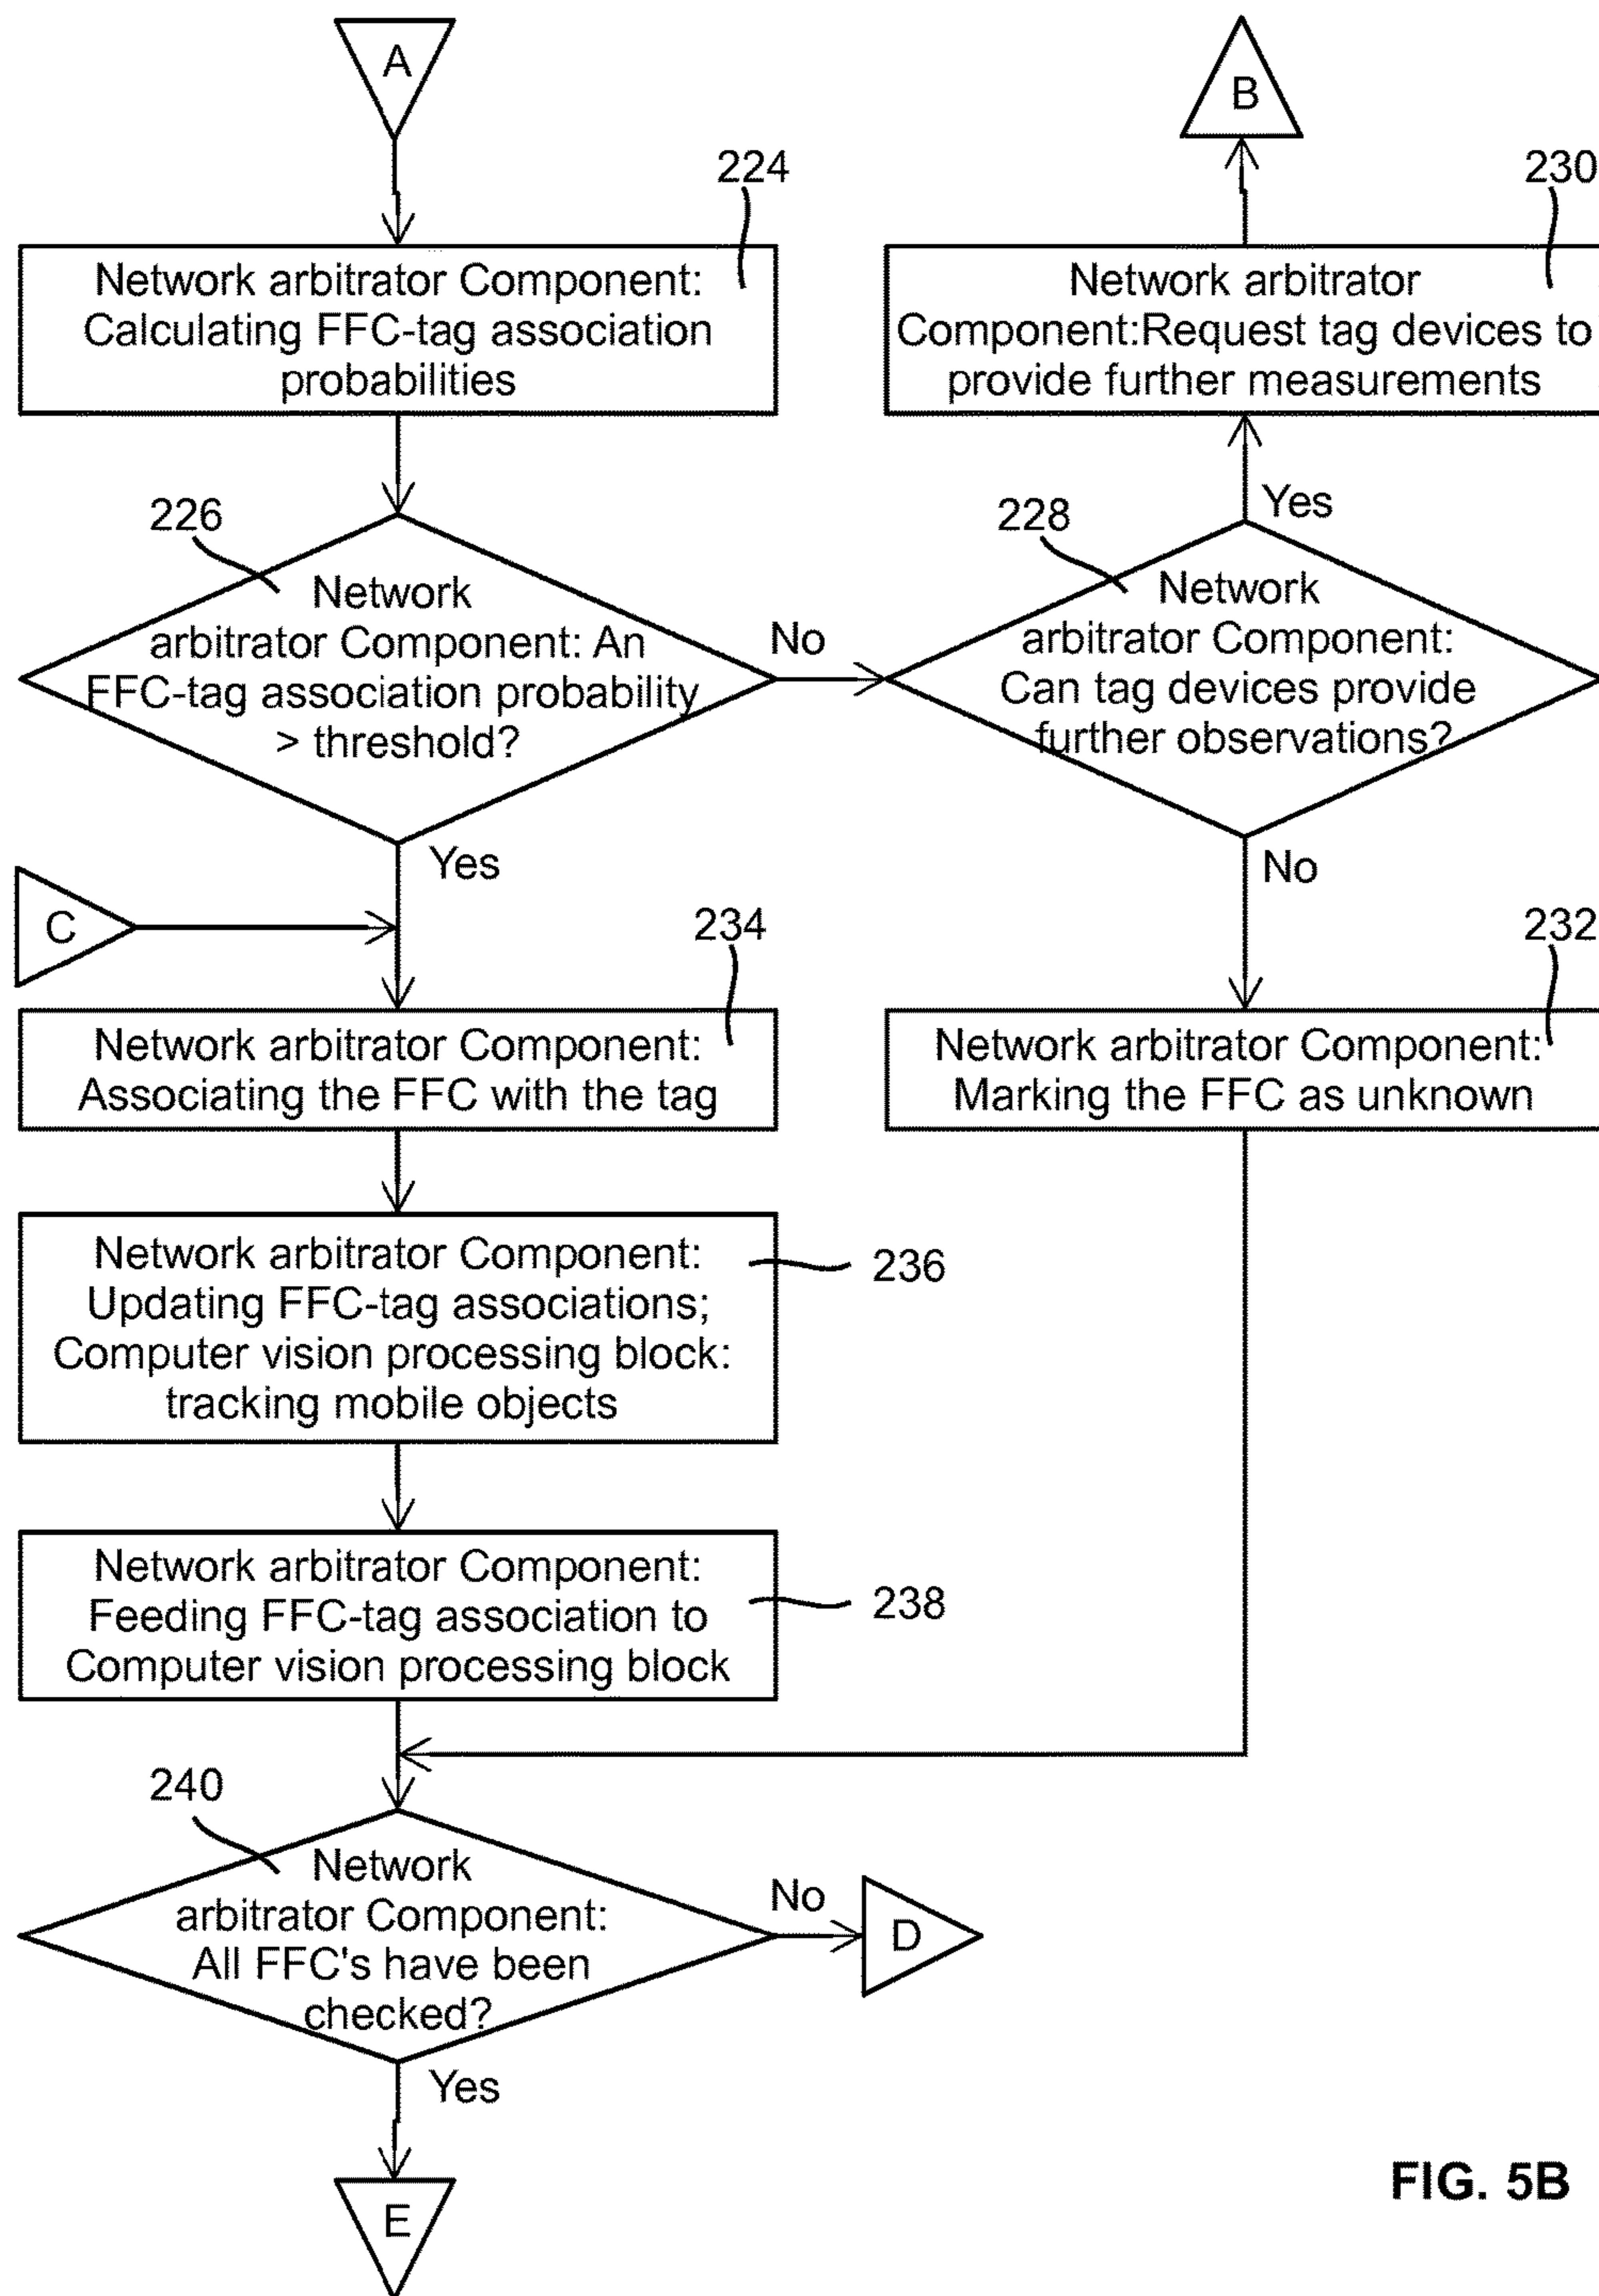 A
B
224
230
Network arbitrator Component:
Calculating FFC-tag association
probabilities
Network arbitrator
Component:Request tag devices to
provide further measurements
226
Network
arbitrator Component: An
FFC-tag association probability
> threshold?
No
Yes
228
Network
arbitrator Component:
Can tag devices provide
further observations?
Yes
No
C
234
232
Network arbitrator Component:
Associating the FFC with the tag
Network arbitrator Component:
Marking the FFC as unknown
Network arbitrator Component:
Updating FFC-tag associations;
Computer vision processing block:
tracking mobile objects
236
Network arbitrator Component:
Feeding FFC-tag association to
Computer vision processing block
238
240
Network
arbitrator Component:
All FFC's have been
checked?
No
D
Yes
E
FIG. 5B